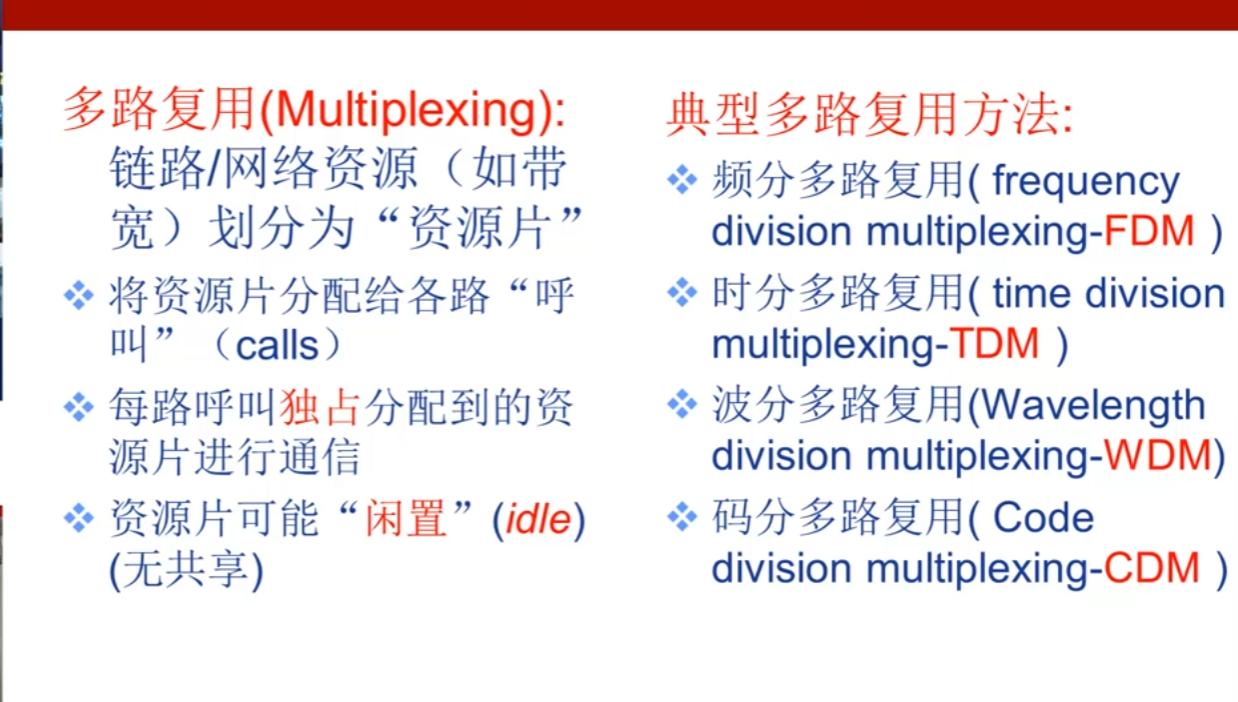 多路复用(Multiplexing):
链路/网络资源（如带
宽）划分为“资源片”
❖ 将资源片分配给各路“呼
叫”（calls）
❖ 每路呼叫独占分配到的资
源片进行通信
❖ 资源片可能“闲置”(idle)
(无共享)
典型多路复用方法:
❖ 频分多路复用( frequency
division multiplexing-FDM )
❖ 时分多路复用( time division
multiplexing-TDM )
❖ 波分多路复用(Wavelength
division multiplexing-WDM)
❖ 码分多路复用( Code
division multiplexing-CDM )